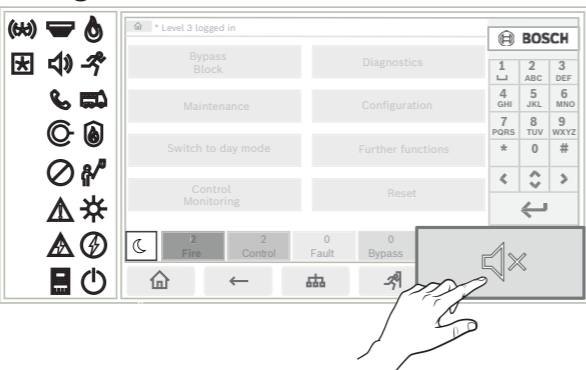 * Level 3 logged in
BOSCH
Bypass
Block
Diagnostics
Maintenance
Configuration
Switch to day mode
Further functions
Control
Monitoring
Reset
1 2 3
ABC DEF
4 5 6
GHI JKL MNO
7 8 9
PQRS TUV WXYZ
* 0 #
2 2 0 0
Fire Control Fault Bypass